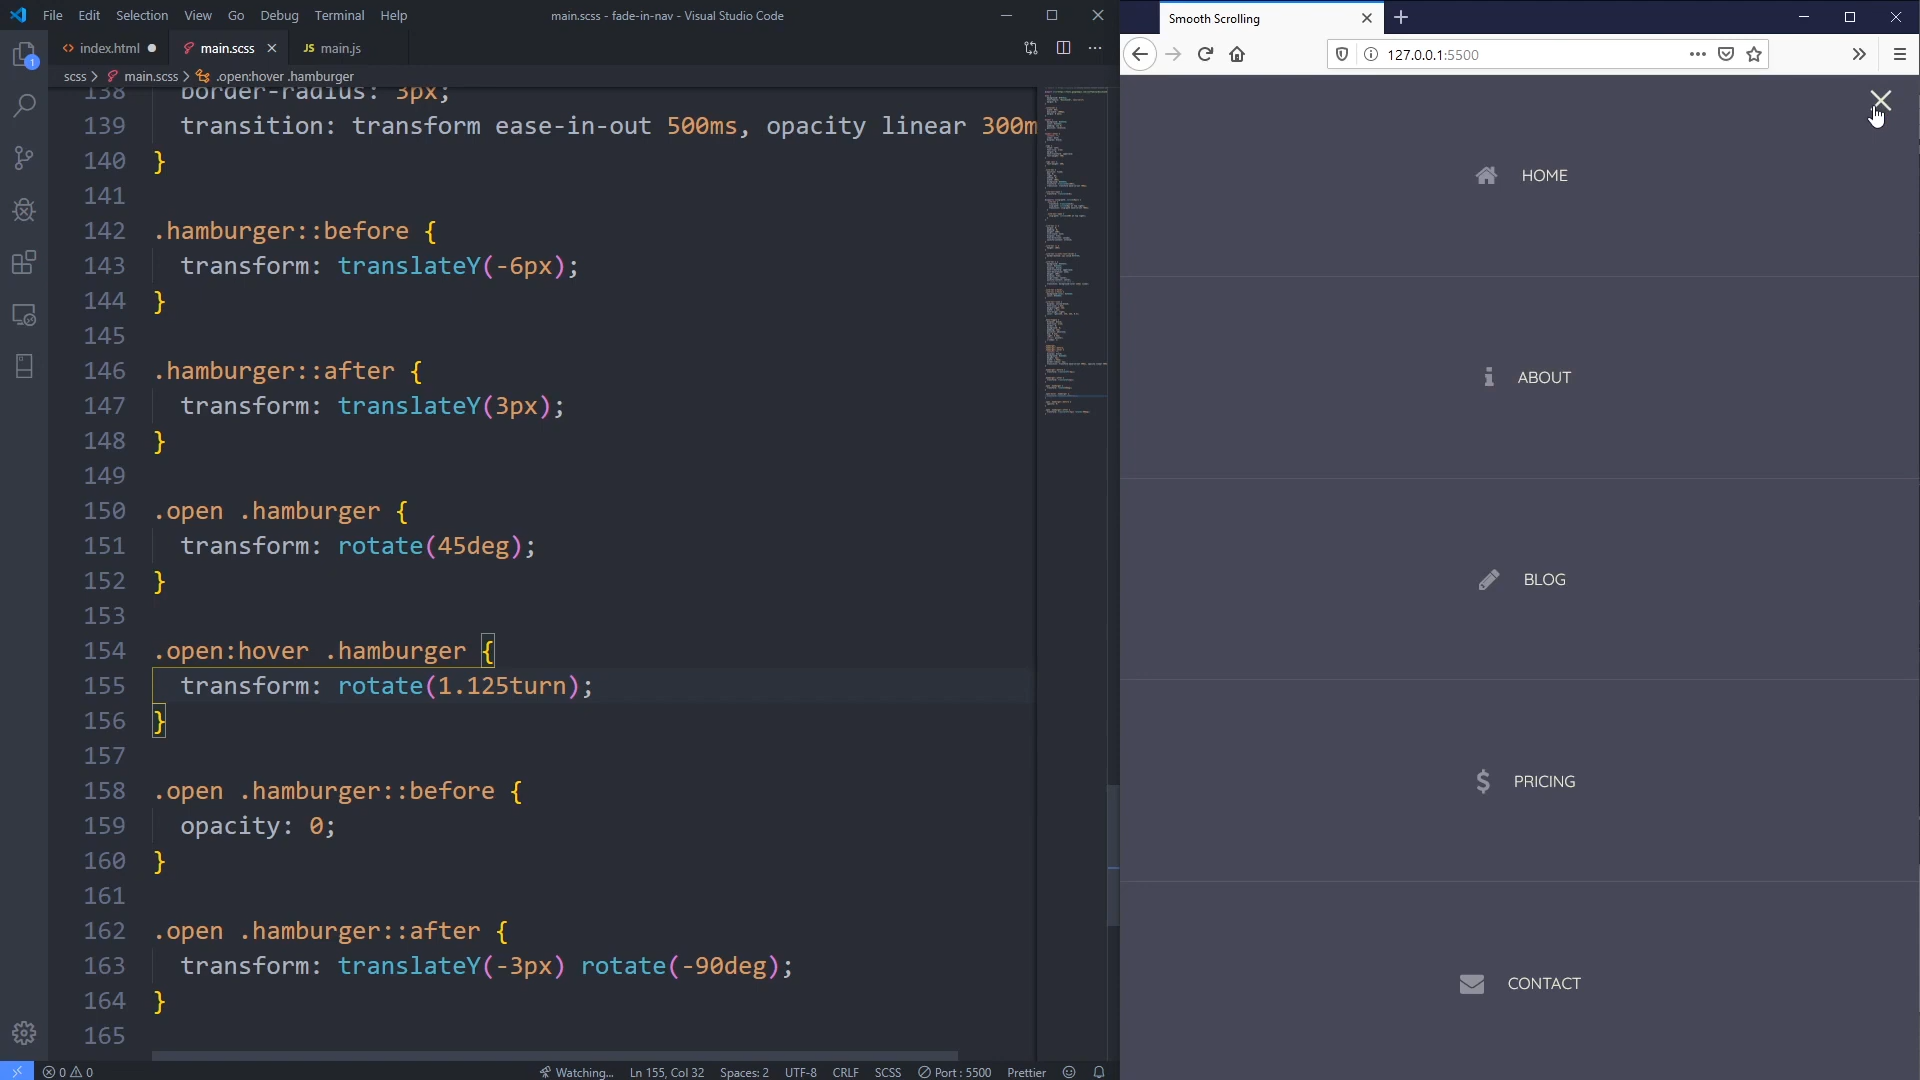 File Edit Selection View Go Debug Terminal Help
main.scss - fade-in-nav - Visual Studio Code
1
index.html
main.scss
JS main.js
scss > main.scss > .open:hover .hamburger
138 border-radius: 3px;
139 transition: transform ease-in-out 500ms, opacity linear 300m
140 }
141
142 .hamburger::before {
143 transform: translateY(-6px);
144 }
145
146 .hamburger::after {
147 transform: translateY(3px);
148 }
149
150 .open .hamburger {
151 transform: rotate(45deg);
152 }
153
154 .open:hover .hamburger {
155 transform: rotate(1.125turn);
156 }
157
158 .open .hamburger::before {
159 opacity: 0;
160 }
161
162 .open .hamburger::after {
163 transform: translateY(-3px) rotate(-90deg);
164 }
165
0 0
Watching...
Ln 155, Col 32
Spaces: 2
UTF-8
CRLF
SCSS
Port : 5500
Prettier
Smooth Scrolling
127.0.0.1:5500
HOME
ABOUT
BLOG
PRICING
CONTACT